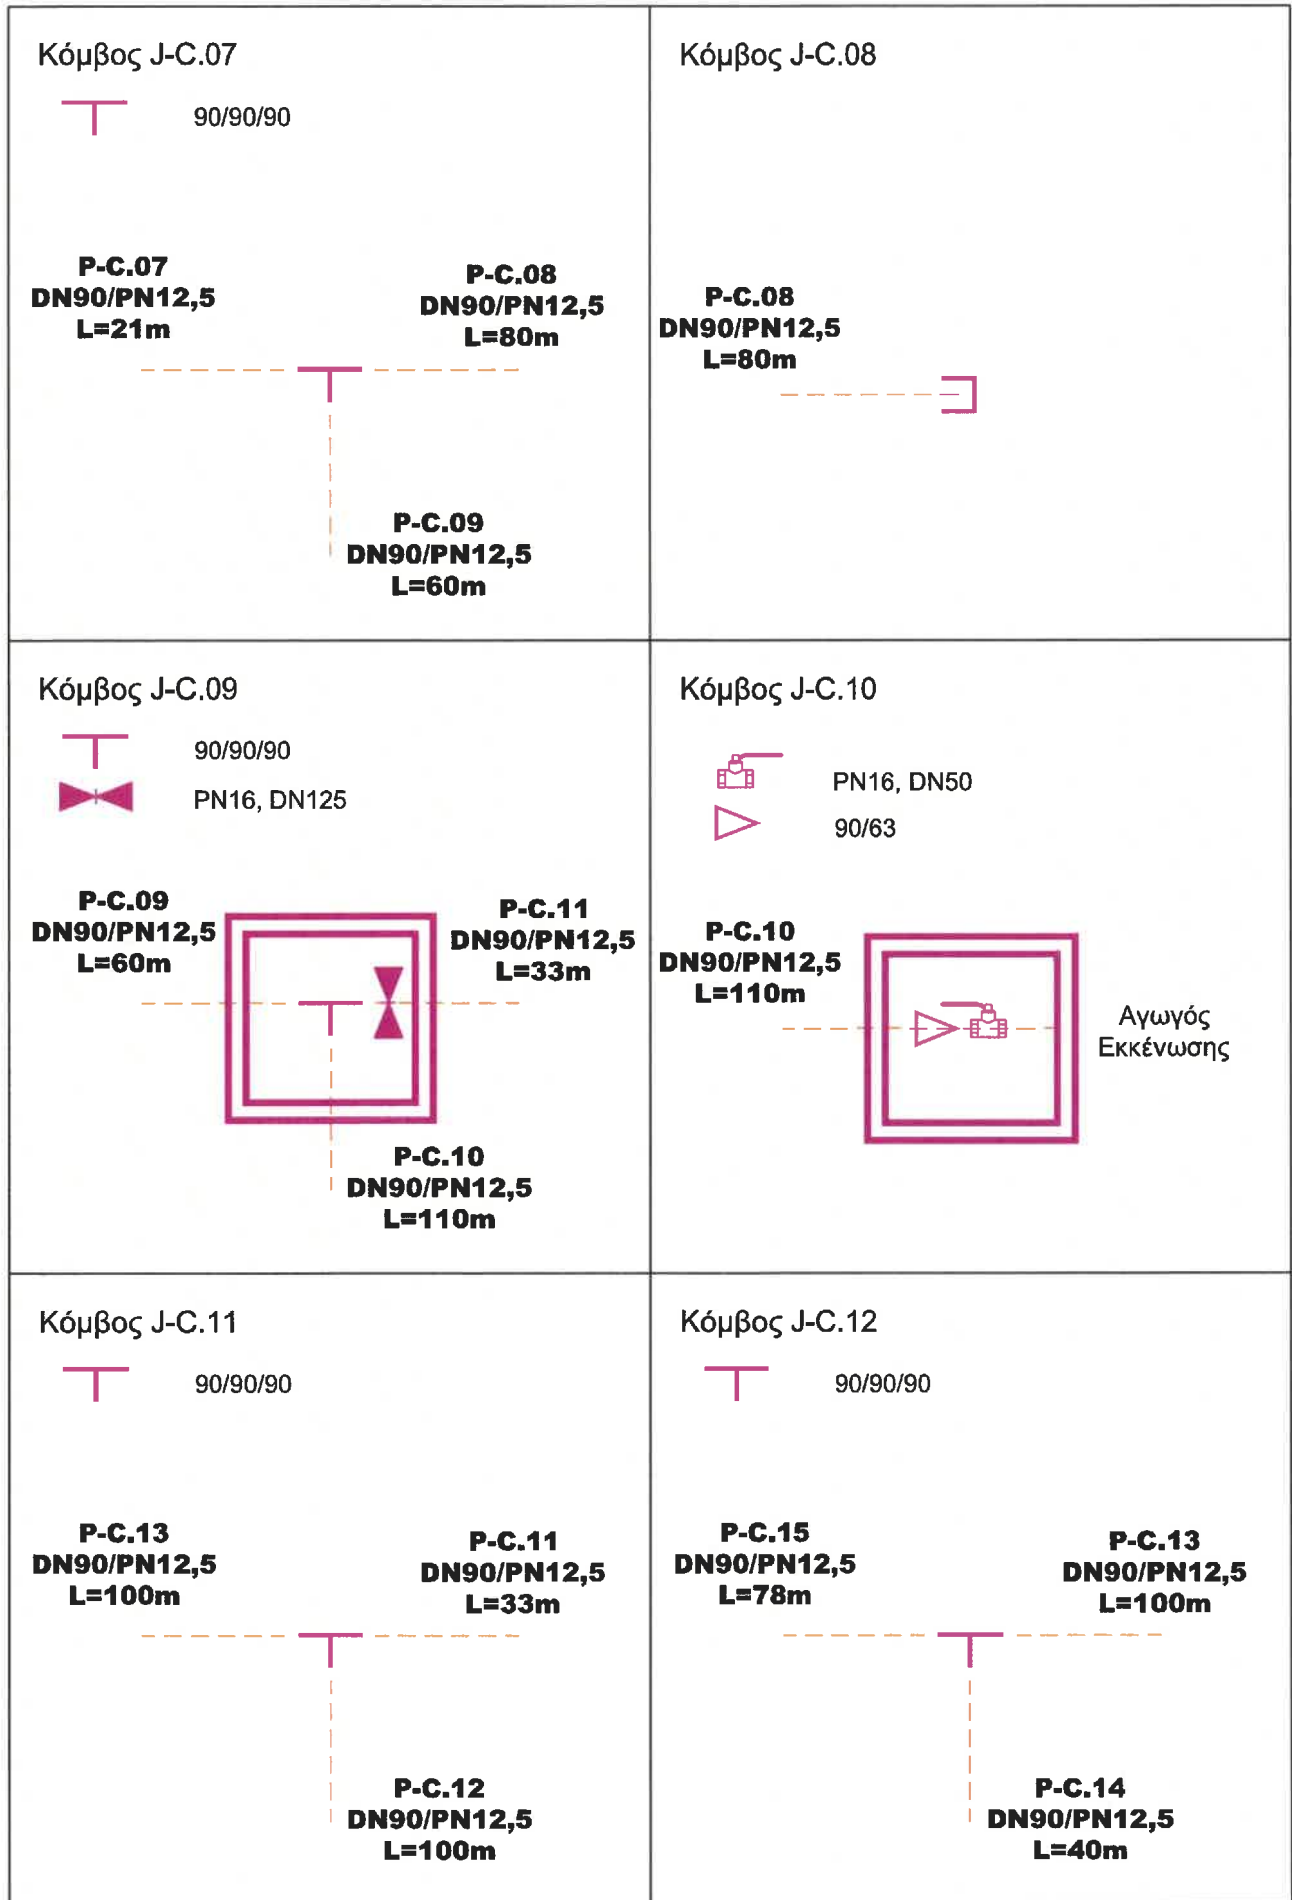 Κόμβος J-C.07
90/90/90
P-C.07
DN90/PN12,5
L=21m
P-C.08
DN90/PN12,5
L=80m
P-C.09
DN90/PN12,5
L=60m
Κόμβος J-C.08
P-C.08
DN90/PN12,5
L=80m
Κόμβος J-C.09
90/90/90
PN16, DN125
P-C.09
DN90/PN12,5
L=60m
P-C.11
DN90/PN12,5
L=33m
P-C.10
DN90/PN12,5
L=110m
Κόμβος J-C.10
PN16, DN50
90/63
P-C.10
DN90/PN12,5
L=110m
Αγωγός
Εκκένωσης
Κόμβος J-C.11
90/90/90
P-C.13
DN90/PN12,5
L=100m
P-C.11
DN90/PN12,5
L=33m
P-C.12
DN90/PN12,5
L=100m
Κόμβος J-C.12
90/90/90
P-C.15
DN90/PN12,5
L=78m
P-C.13
DN90/PN12,5
L=100m
P-C.14
DN90/PN12,5
L=40m